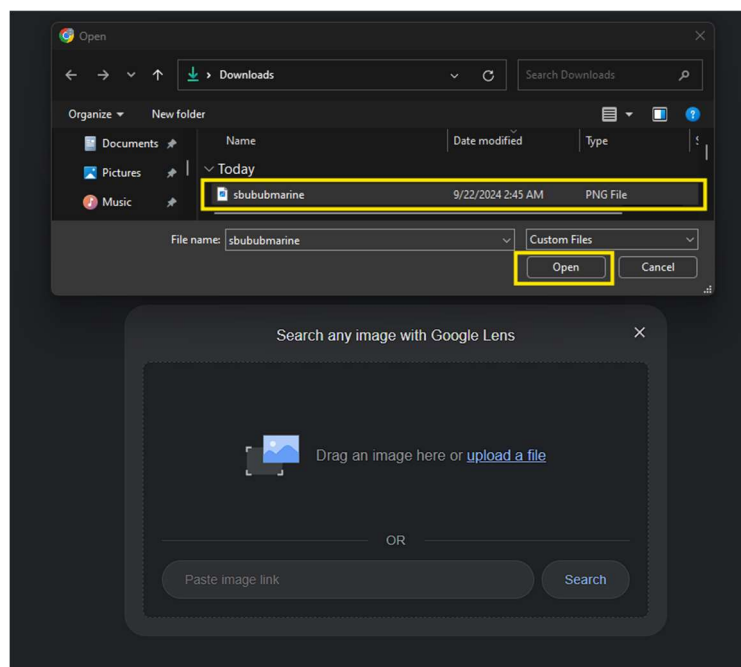 Open
Downloads
Search Downloads
Organize
New folder
Name
Date modified
Type
Documents
Today
Pictures
sbububmarine 9/22/2024 2:45 AM PNG File
Music
File name: sbububmarine
Custom Files
Open
Cancel
Search any image with Google Lens
Drag an image here or upload a file
OR
Paste image link
Search